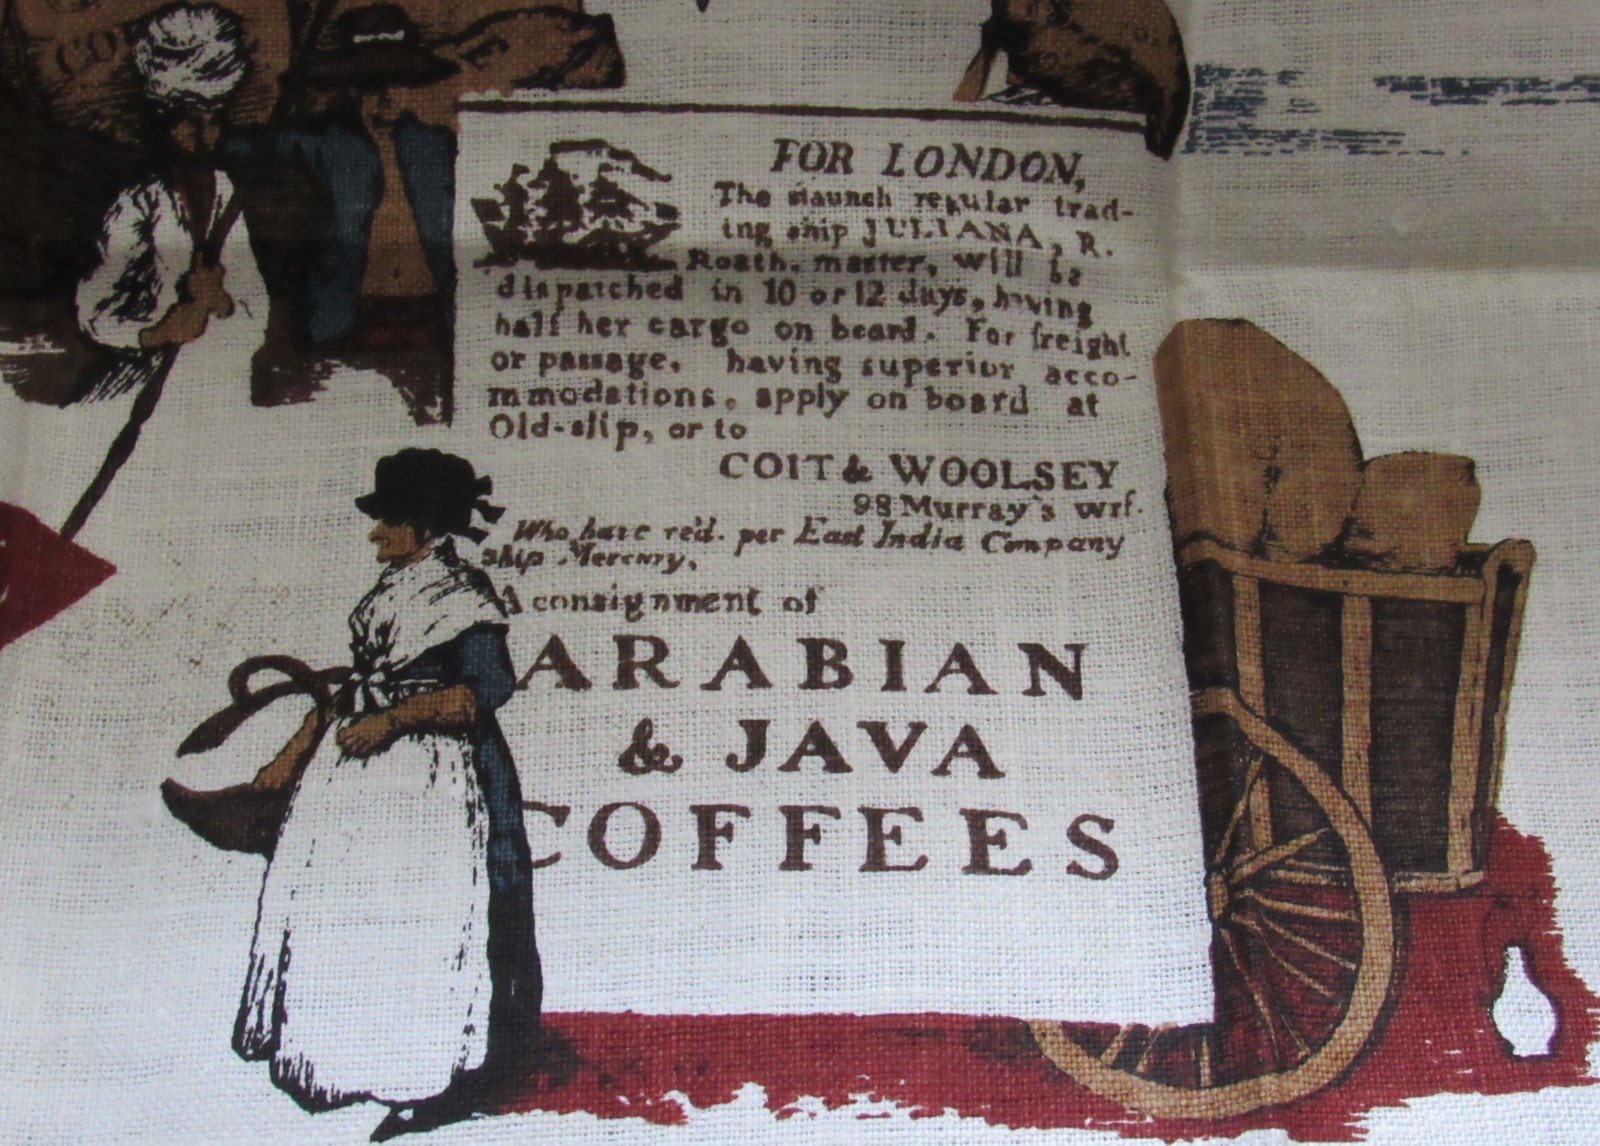 COF
FOR LONDON,
The staunch regular trad-
ing ship JULIANA, R.
Roath, master, will be
dispatched in 10 or 12 days, having
half her cargo on board. For freight
or passage, having superior acco-
mmodations, apply on board at
Old-slip, or to
COIT & WOOLSEY
98 Murray's wrf.
Who have re'd. per East India Company
ship Mercury,
A consignment of
ARABIAN
& JAVA
COFFEES